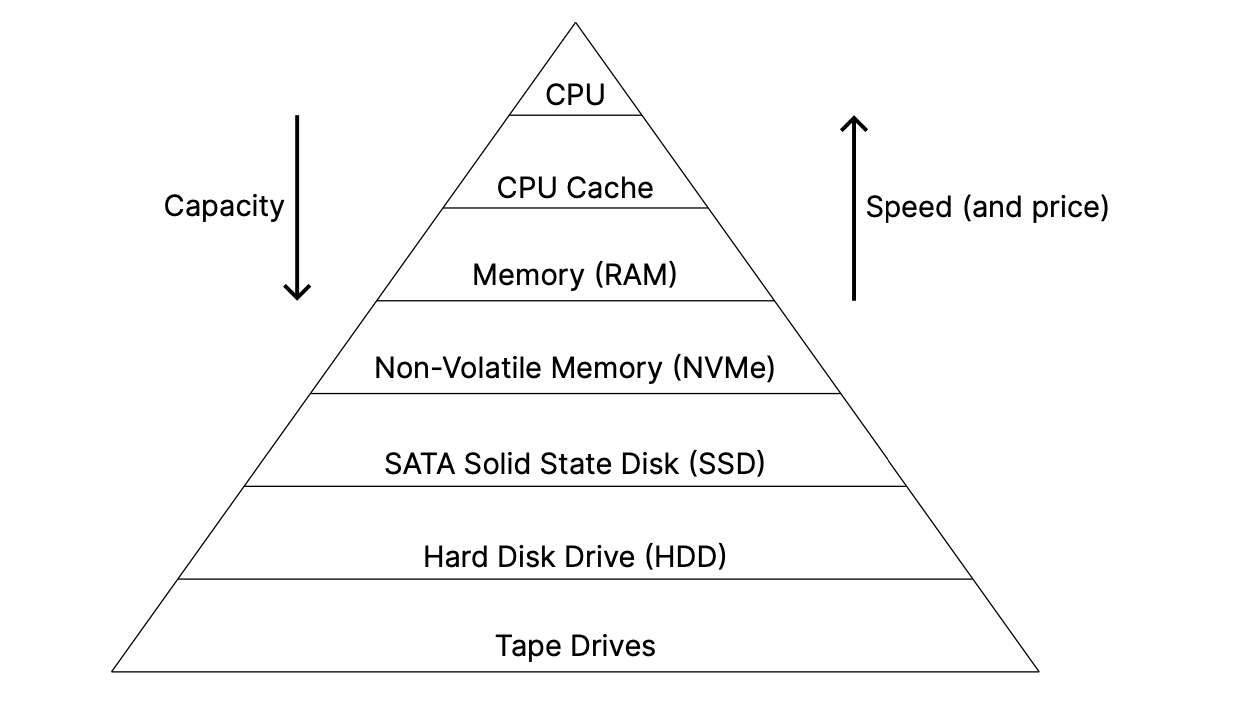 CPU
CPU Cache
Capacity
Speed (and price)
Memory (RAM)
Non-Volatile Memory (NVMe)
SATA Solid State Disk (SSD)
Hard Disk Drive (HDD)
Tape Drives